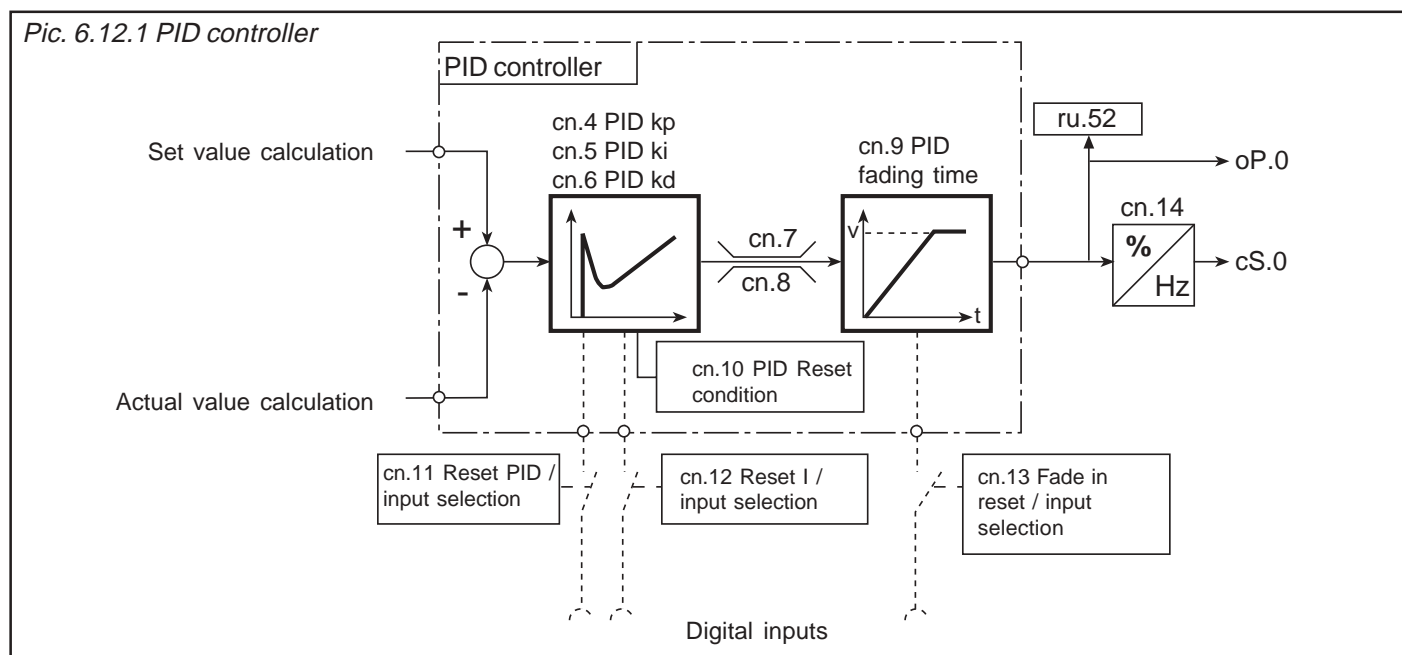 Pic. 6.12.1 PID controller
PID controller
Set value calculation
Actual value calculation
+
-
cn.4 PID kp
cn.5 PID ki
cn.6 PID kd
cn.7
cn.8
cn.9 PID
fading time
v
t
ru.52
oP.0
cn.14
%
Hz
cS.0
cn.10 PID Reset
condition
cn.11 Reset PID /
input selection
cn.12 Reset I /
input selection
cn.13 Fade in
reset / input
selection
Digital inputs